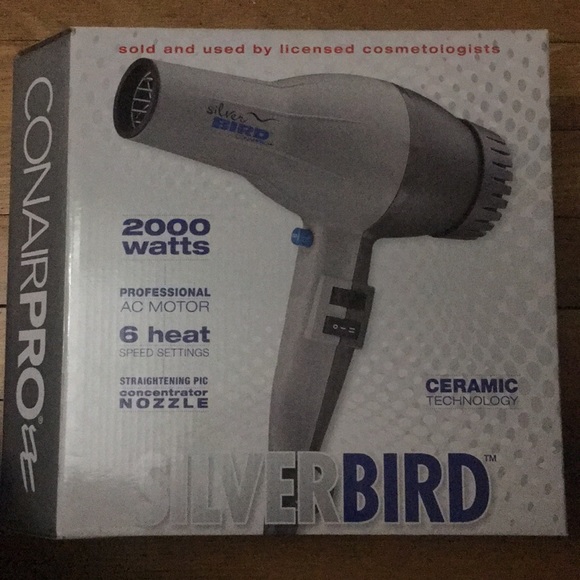 sold and used by licensed cosmetologists
CONAIRPRO®
silver
BIRD
2000
watts
PROFESSIONAL
AC MOTOR
6 heat
SPEED SETTINGS
STRAIGHTENING PIC
concentrator
NOZZLE
CERAMIC
TECHNOLOGY
SILVERBIRD™